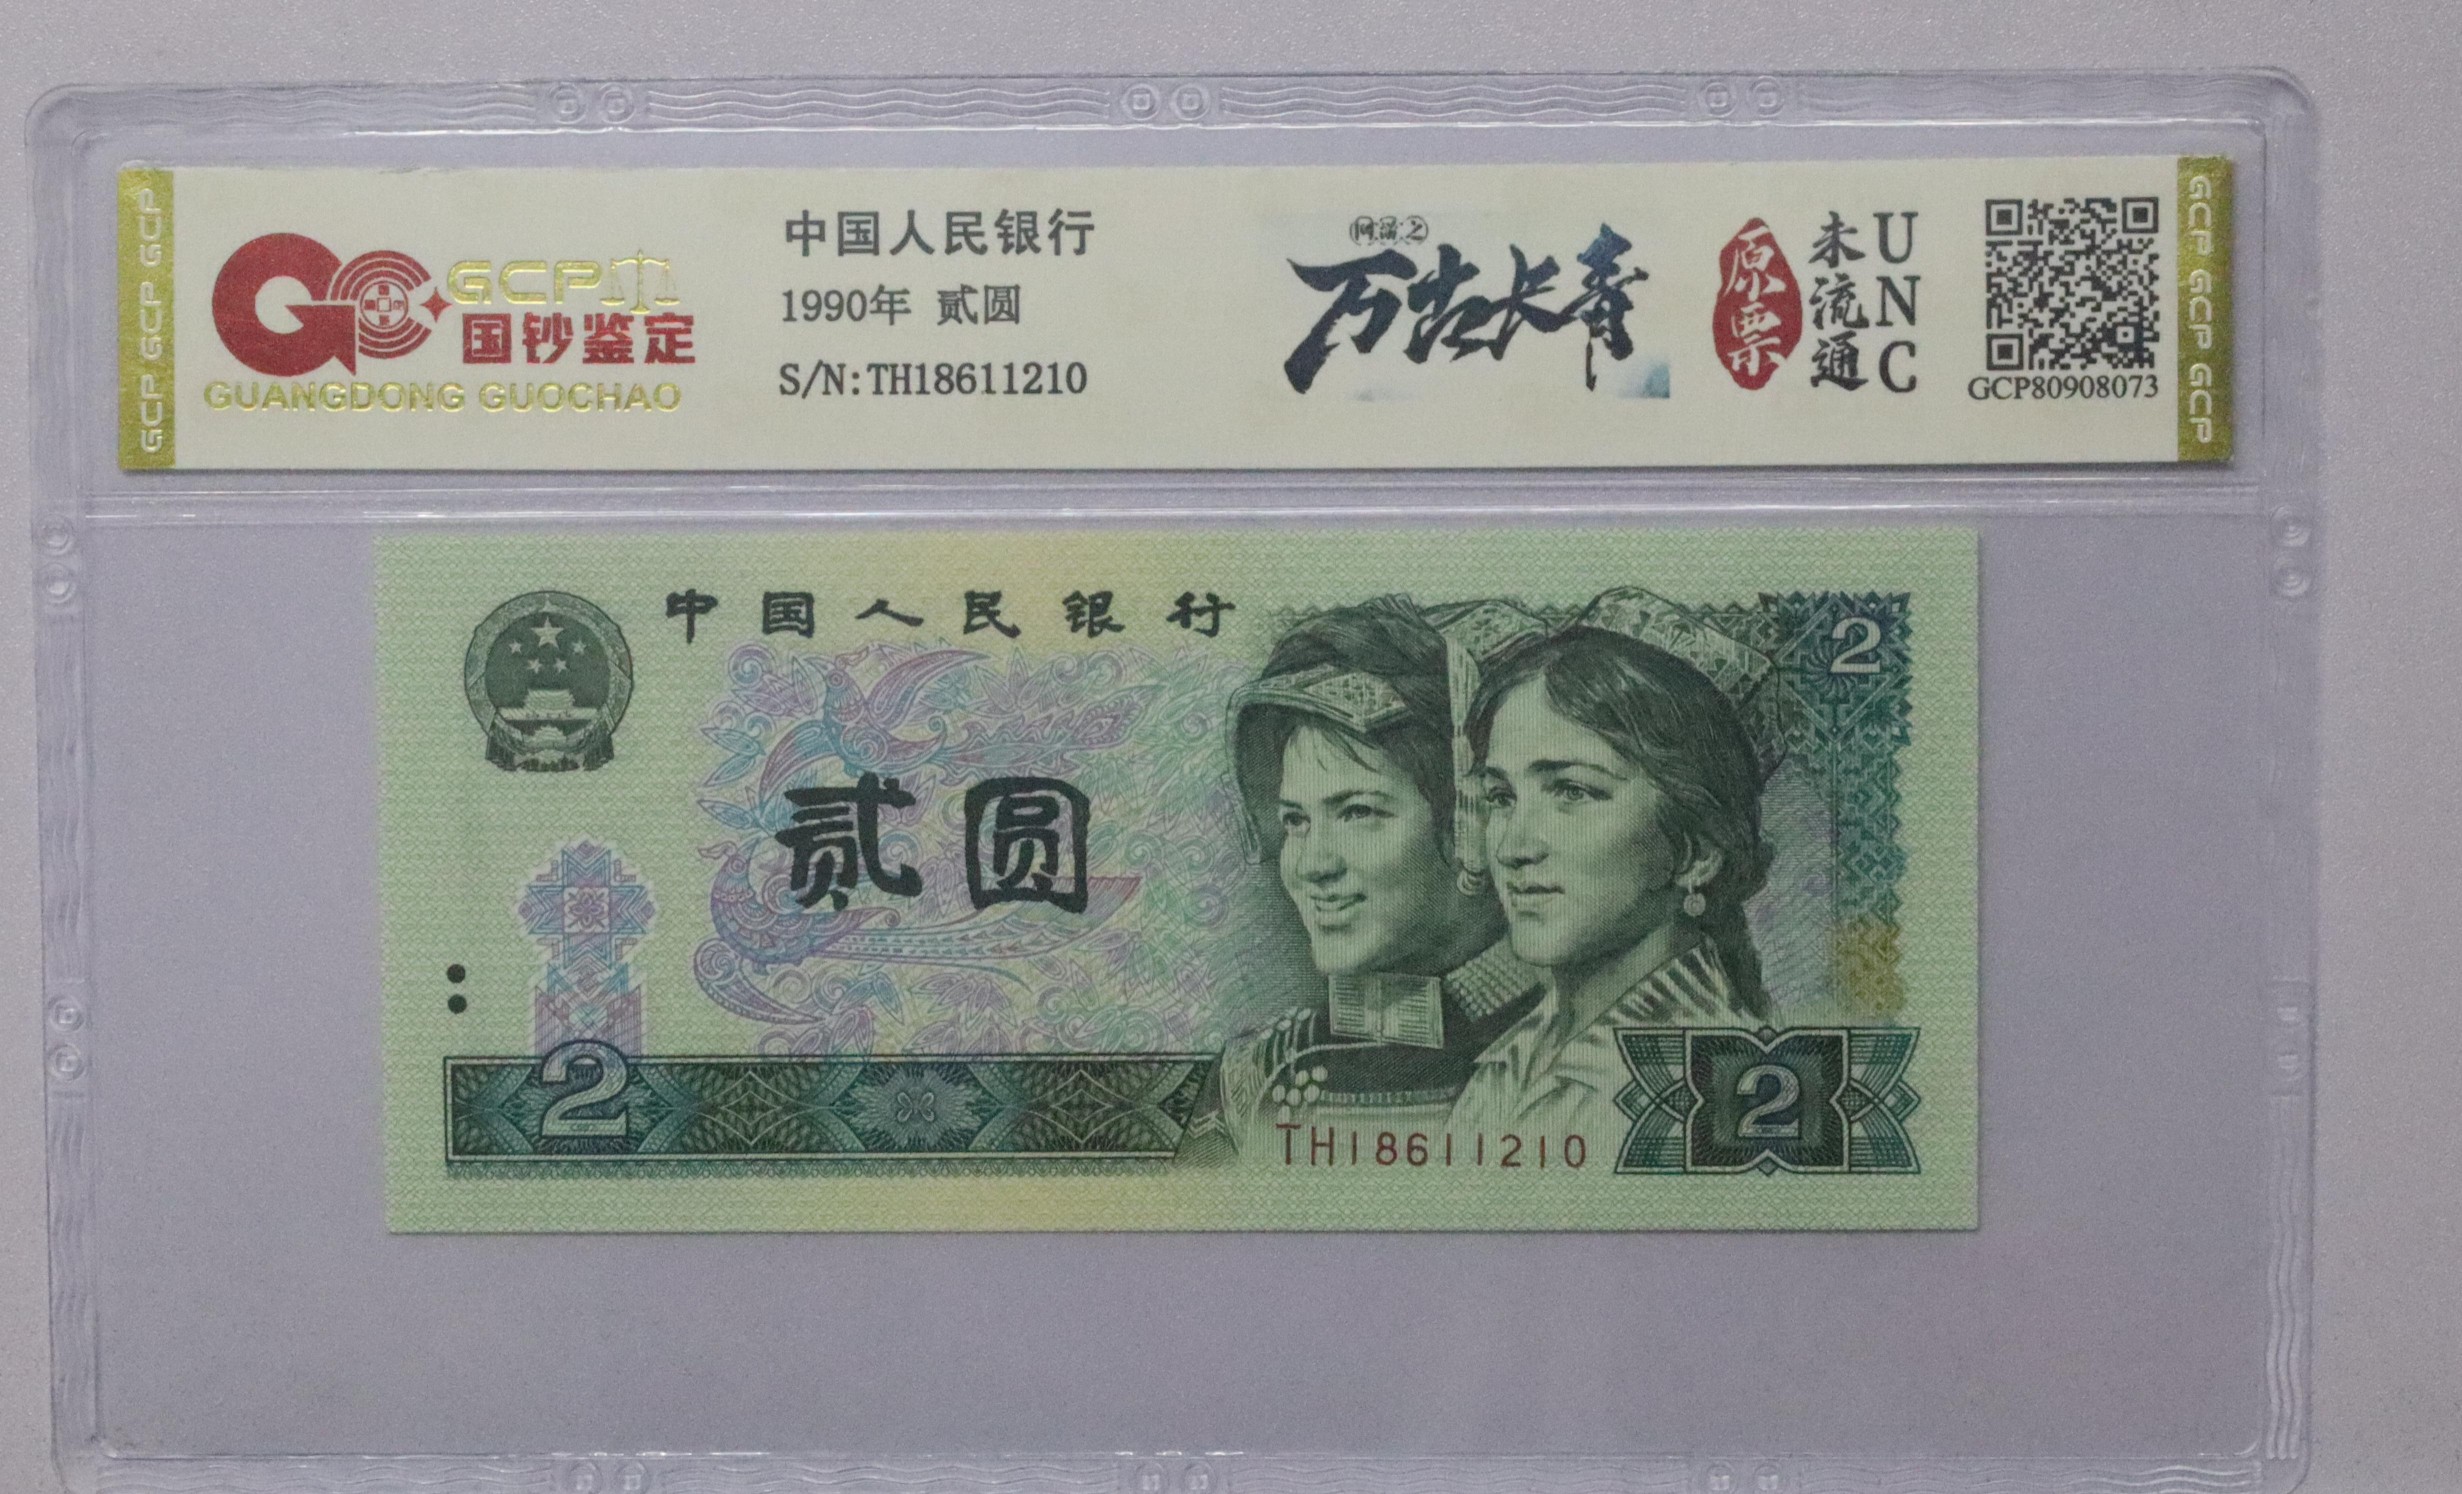 GCP GCP GCP
GCP
国钞鉴定
GUANGDONG GUOCHAO
中国人民银行
1990年 贰圆
S/N:TH18611210
万古长青
原票
未流通
UNC
GCP80908073
GCP GCP GCP
中国人民银行
2
贰圆
2
TH18611210
2